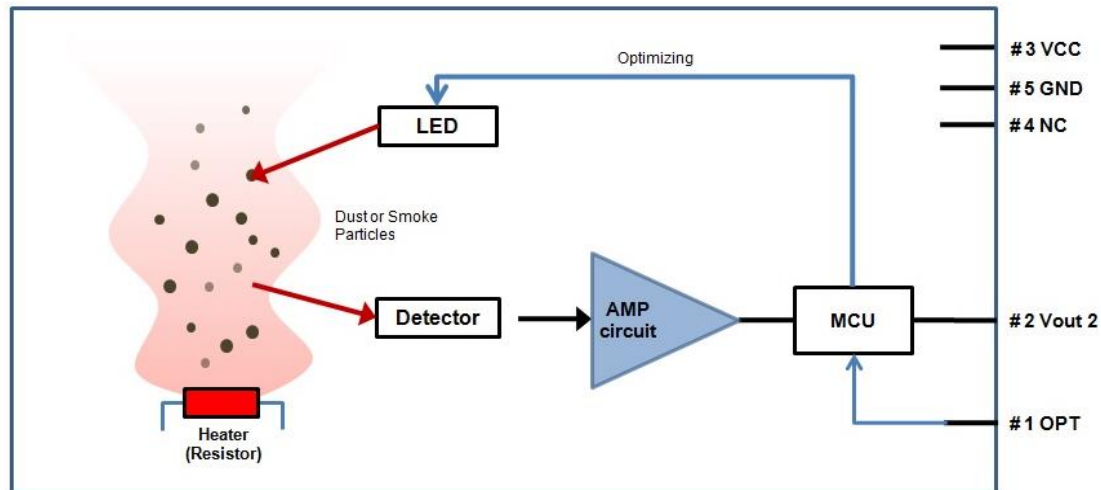 Optimizing
# 3 VCC
# 5 GND
# 4 NC
LED
Dust or Smoke
Particles
Detector
AMP
circuit
MCU
# 2 Vout 2
# 1 OPT
Heater
(Resistor)